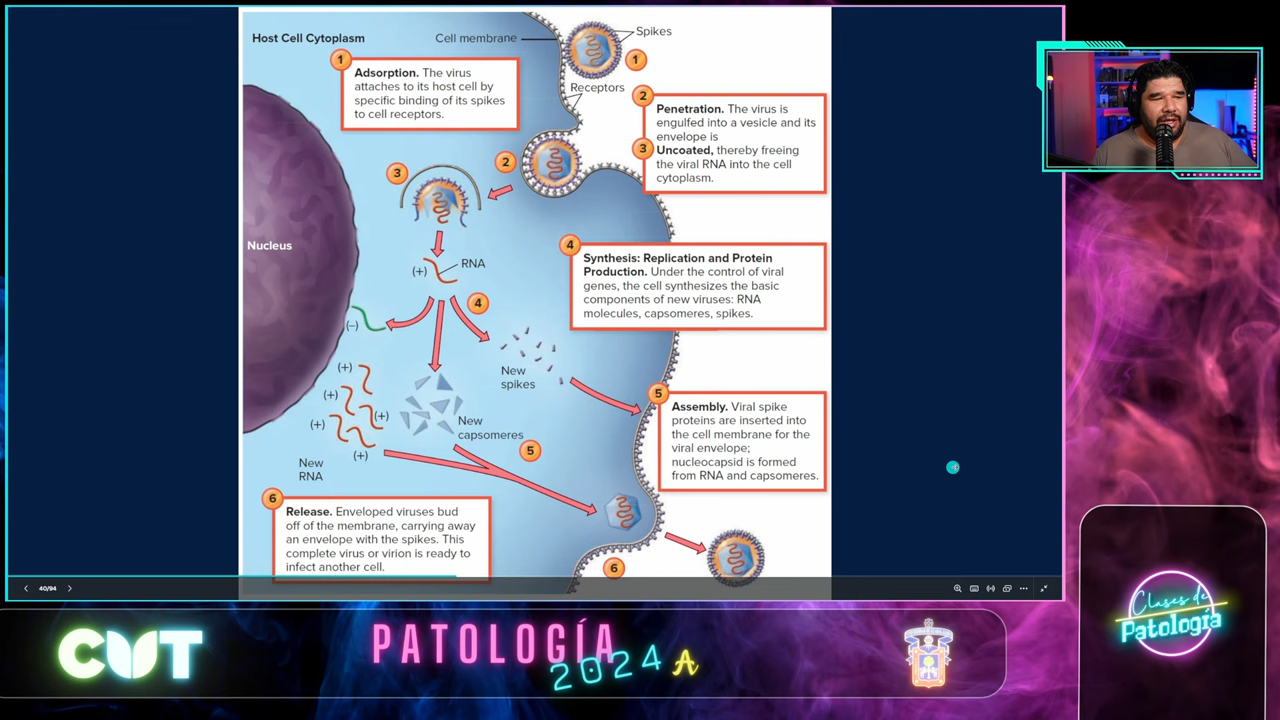 Host Cell Cytoplasm
Cell membrane
Spikes
1
1
Adsorption. The virus
attaches to its host cell by
specific binding of its spikes
to cell receptors.
Receptors
2
Penetration. The virus is
engulfed into a vesicle and its
envelope is
3
Uncoated, thereby freeing
the viral RNA into the cell
cytoplasm.
2
3
Nucleus
(+)
RNA
4
Synthesis: Replication and Protein
Production. Under the control of viral
genes, the cell synthesizes the basic
components of new viruses: RNA
molecules, capsomeres, spikes.
4
(–)
New
spikes
(+)
(+)
(+)
(+)
(+)
New
RNA
New
capsomeres
5
5
Assembly. Viral spike
proteins are inserted into
the cell membrane for the
viral envelope;
nucleocapsid is formed
from RNA and capsomeres.
6
Release. Enveloped viruses bud
off of the membrane, carrying away
an envelope with the spikes. This
complete virus or virion is ready to
infect another cell.
6
40/94
CUT
PATOLOGÍA
2024 A
Clases de
Patología